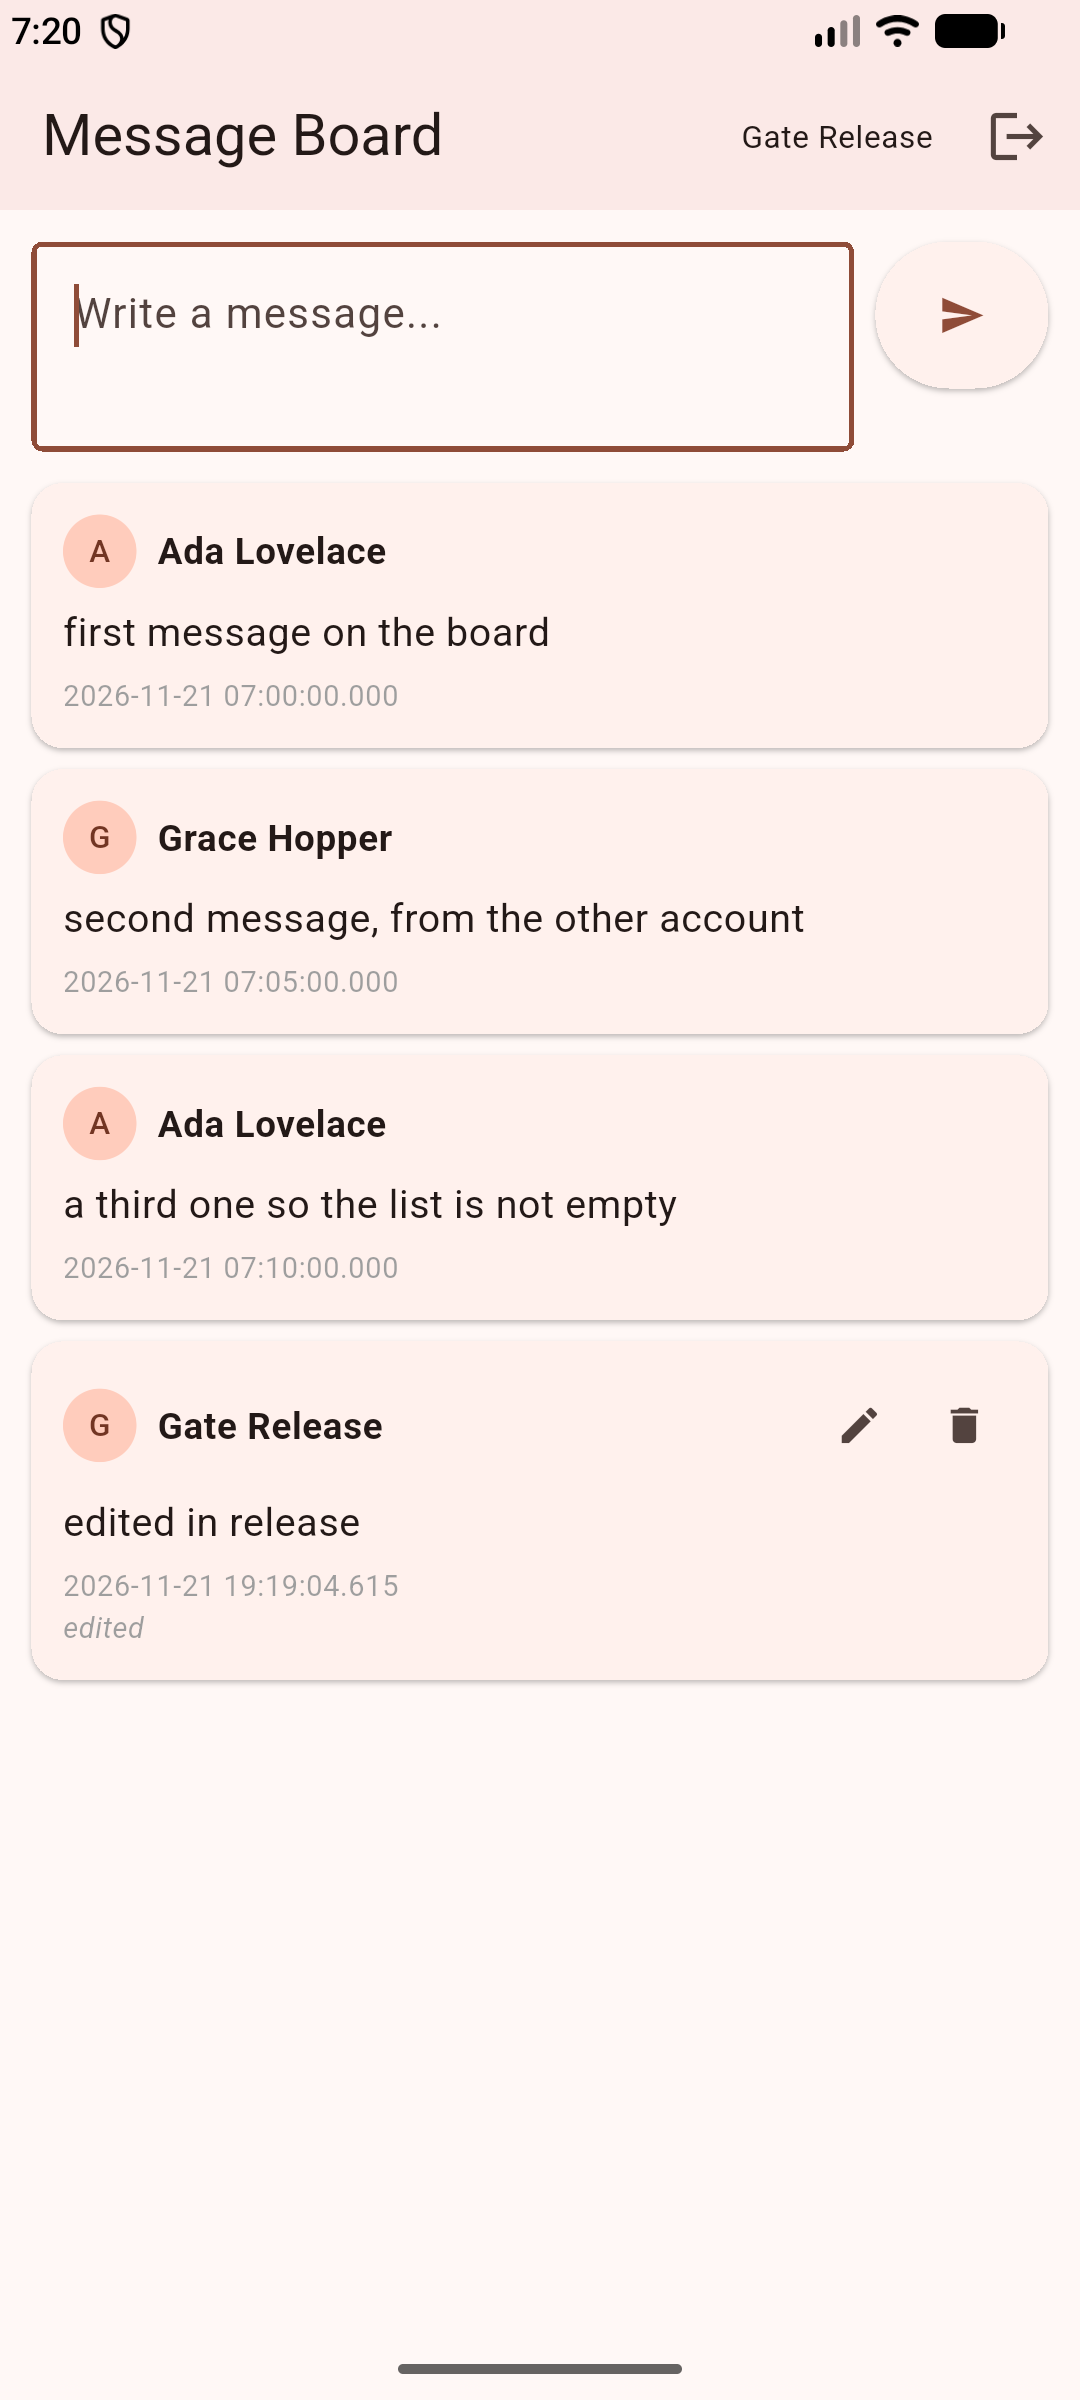 7:20
Message Board
Gate Release
Write a message...
A
Ada Lovelace
first message on the board
2026-11-21 07:00:00.000
G
Grace Hopper
second message, from the other account
2026-11-21 07:05:00.000
A
Ada Lovelace
a third one so the list is not empty
2026-11-21 07:10:00.000
G
Gate Release
edited in release
2026-11-21 19:19:04.615
edited